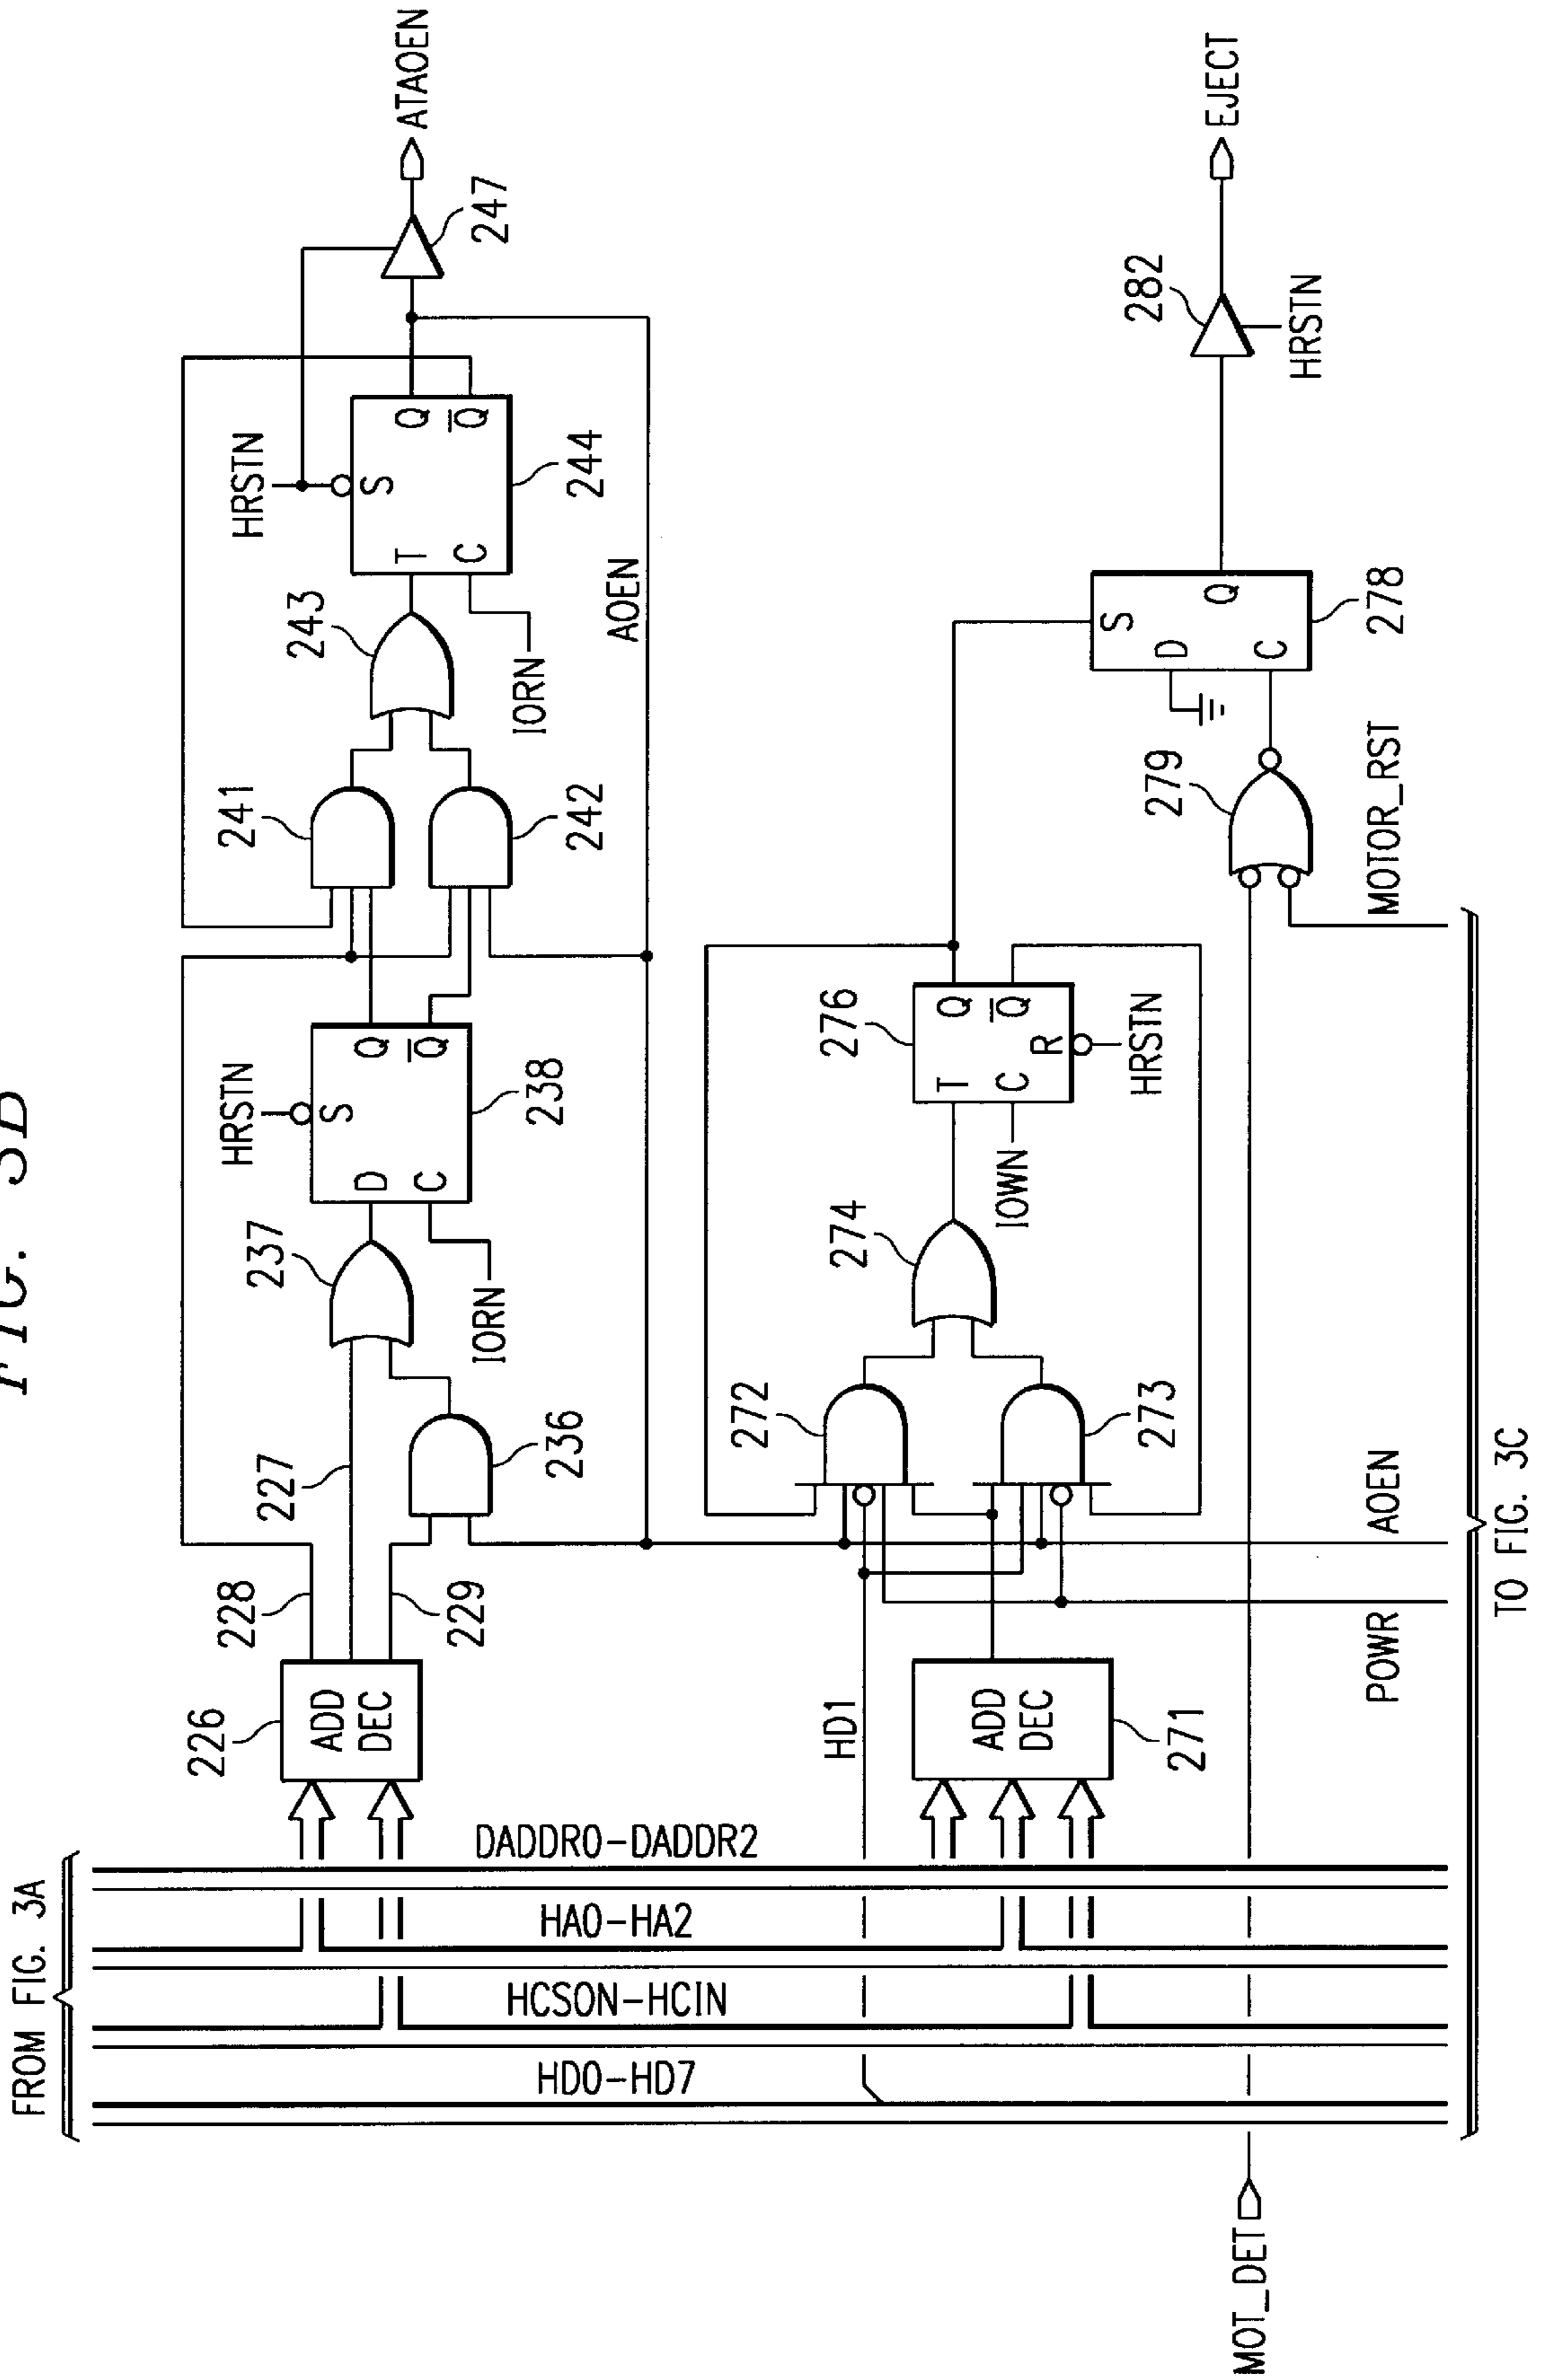 FIG. 3B
FROM FIG. 3A
HD0-HD7
HCSON-HCIN
HA0-HA2
DADDR0-DADDR2
226
ADD
DEC
228
227
229
236
237
IORN
HRSTN
S
D
C
Q
Q
238
241
242
243
IORN
HRSTN
S
T
C
Q
Q
244
AOEN
247
ATAOEN
HD1
ADD
DEC
271
272
273
274
IOWN
276
T
C
Q
Q
R
HRSTN
S
D
C
Q
278
279
282
HRSTN
EJECT
MOT_DET
POWR
AOEN
MOTOR_RST
TO FIG. 3C